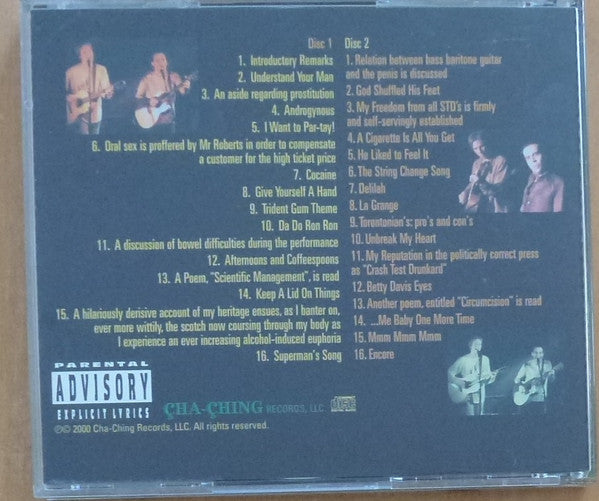 Disc 1
1. Introductory Remarks
2. Understand Your Man
3. An aside regarding prostitution
4. Androgynous
5. I Want to Par-tay!
6. Oral sex is proffered by Mr Roberts in order to compensate
a customer for the high ticket price
7. Cocaine
8. Give Yourself A Hand
9. Trident Gum Theme
10. Da Do Ron Ron
11. A discussion of bowel difficulties during the performance
12. Afternoons and Coffeespoons
13. A Poem, "Scientific Management", is read
14. Keep A Lid On Things
15. A hilariously derisive account of my heritage ensues, as I banter on,
ever more wittily, the scotch now coursing through my body as
I experience an ever increasing alcohol-induced euphoria
16. Superman's Song
Disc 2
1. Relation between bass baritone guitar
and the penis is discussed
2. God Shuffled His Feet
3. My Freedom from all STD's is firmly
and self-servingly established
4. A Cigarette Is All You Get
5. He Liked to Feel It
6. The String Change Song
7. Delilah
8. La Grange
9. Torontonian's: pro's and con's
10. Unbreak My Heart
11. My Reputation in the politically correct press
as "Crash Test Drunkard"
12. Betty Davis Eyes
13. Another poem, entitled "Circumcision" is read
14. ...Me Baby One More Time
15. Mmm Mmm Mmm
16. Encore
PARENTAL
ADVISORY
EXPLICIT LYRICS
ÇHA-ÇHING RECORDS, LLC.
COMPACT disc
℗© 2000 Cha-Ching Records, LLC. All rights reserved.